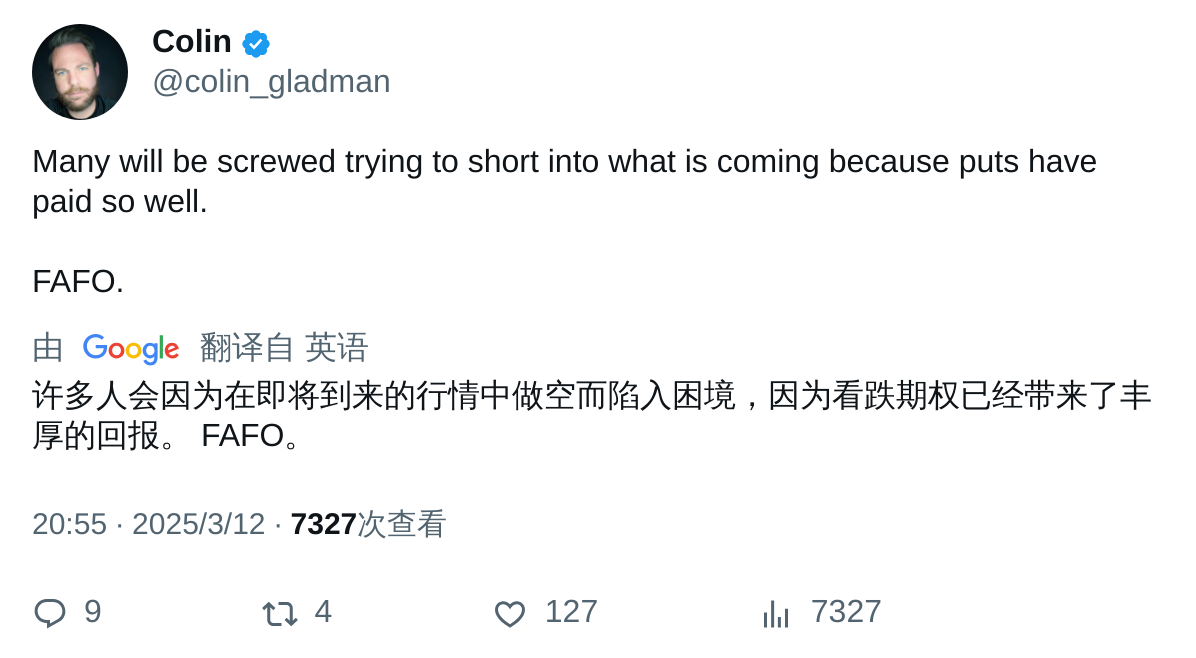 Colin
@colin_gladman
Many will be screwed trying to short into what is coming because puts have
paid so well.
FAFO.
由 Google 翻译自 英语
许多人会因为在即将到来的行情中做空而陷入困境，因为看跌期权已经带来了丰
厚的回报。 FAFO。
20:55 · 2025/3/12 · 7327次查看
9 4 127 7327